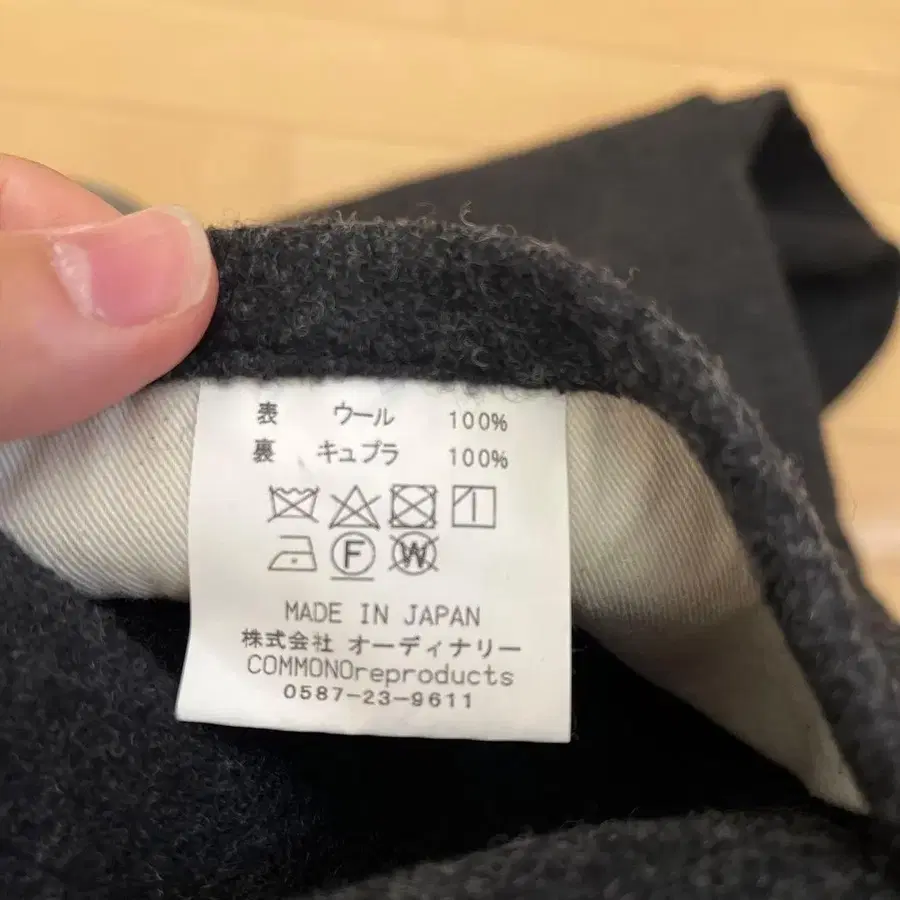 表 ウール 100%
裏 キュプラ 100%
F W
MADE IN JAPAN
株式会社 オーディナリー
COMMONOreproducts
0587-23-9611